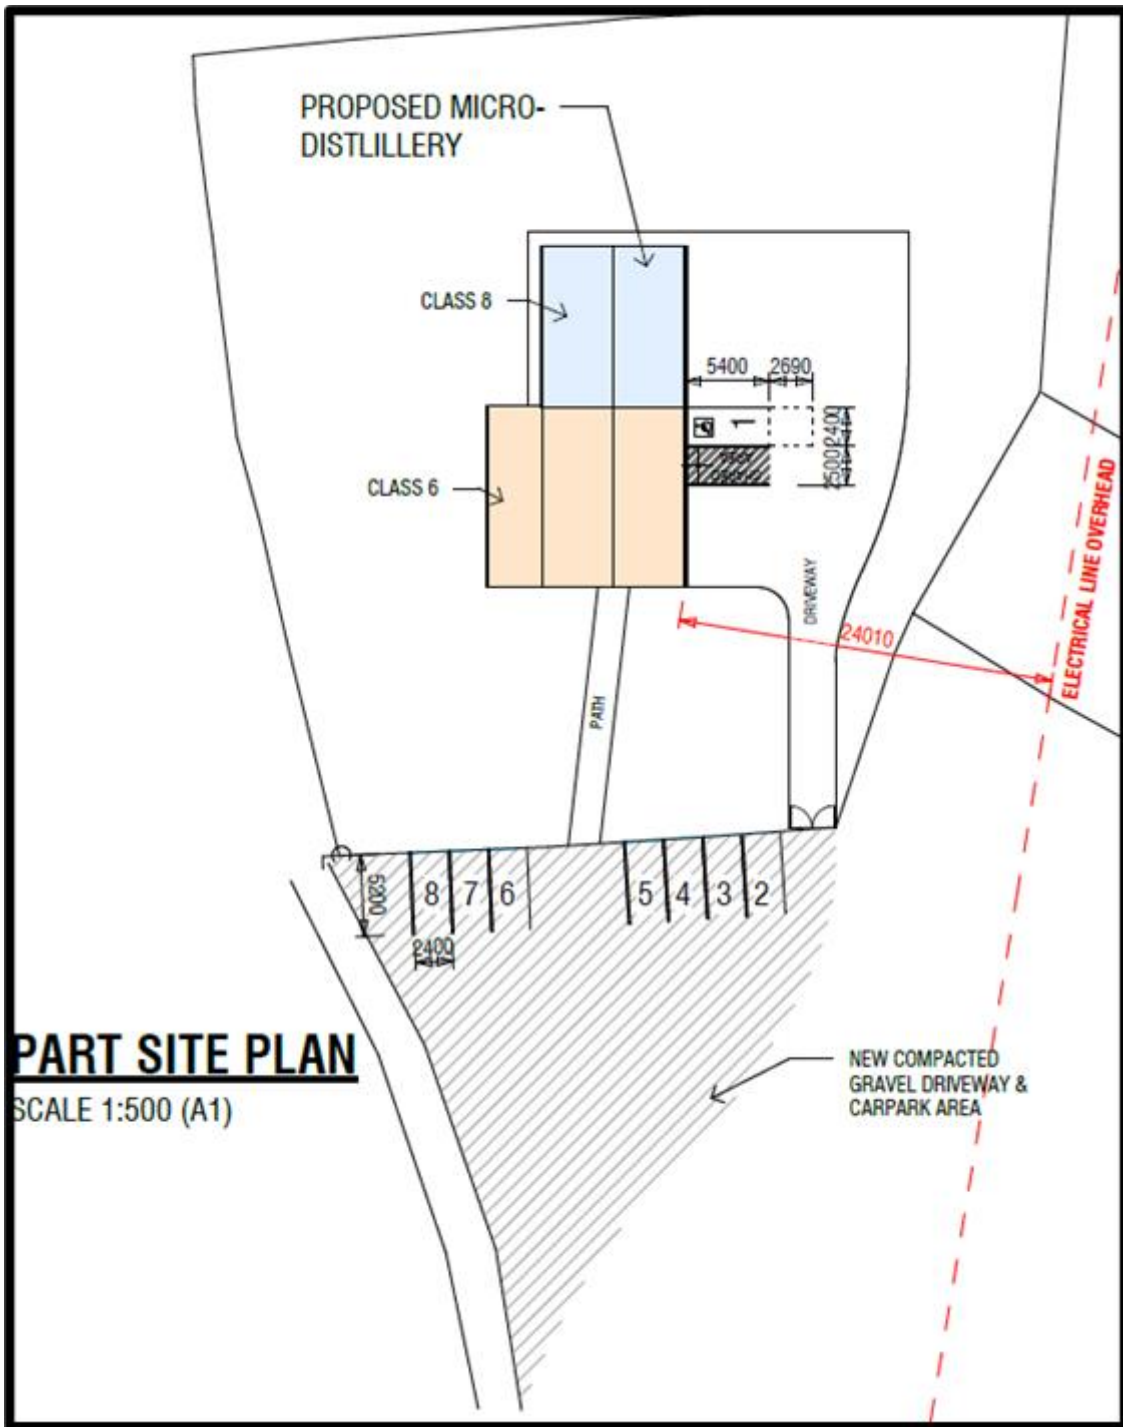 PROPOSED MICRO-
DISTLILLERY
CLASS 8
5400
2690
1
2400
2500
CLASS 6
ELECTRICAL LINE OVERHEAD
DRIVEWAY
24010
PATH
5200
8
7
6
5
4
3
2
2400
PART SITE PLAN
SCALE 1:500 (A1)
NEW COMPACTED
GRAVEL DRIVEWAY &
CARPARK AREA